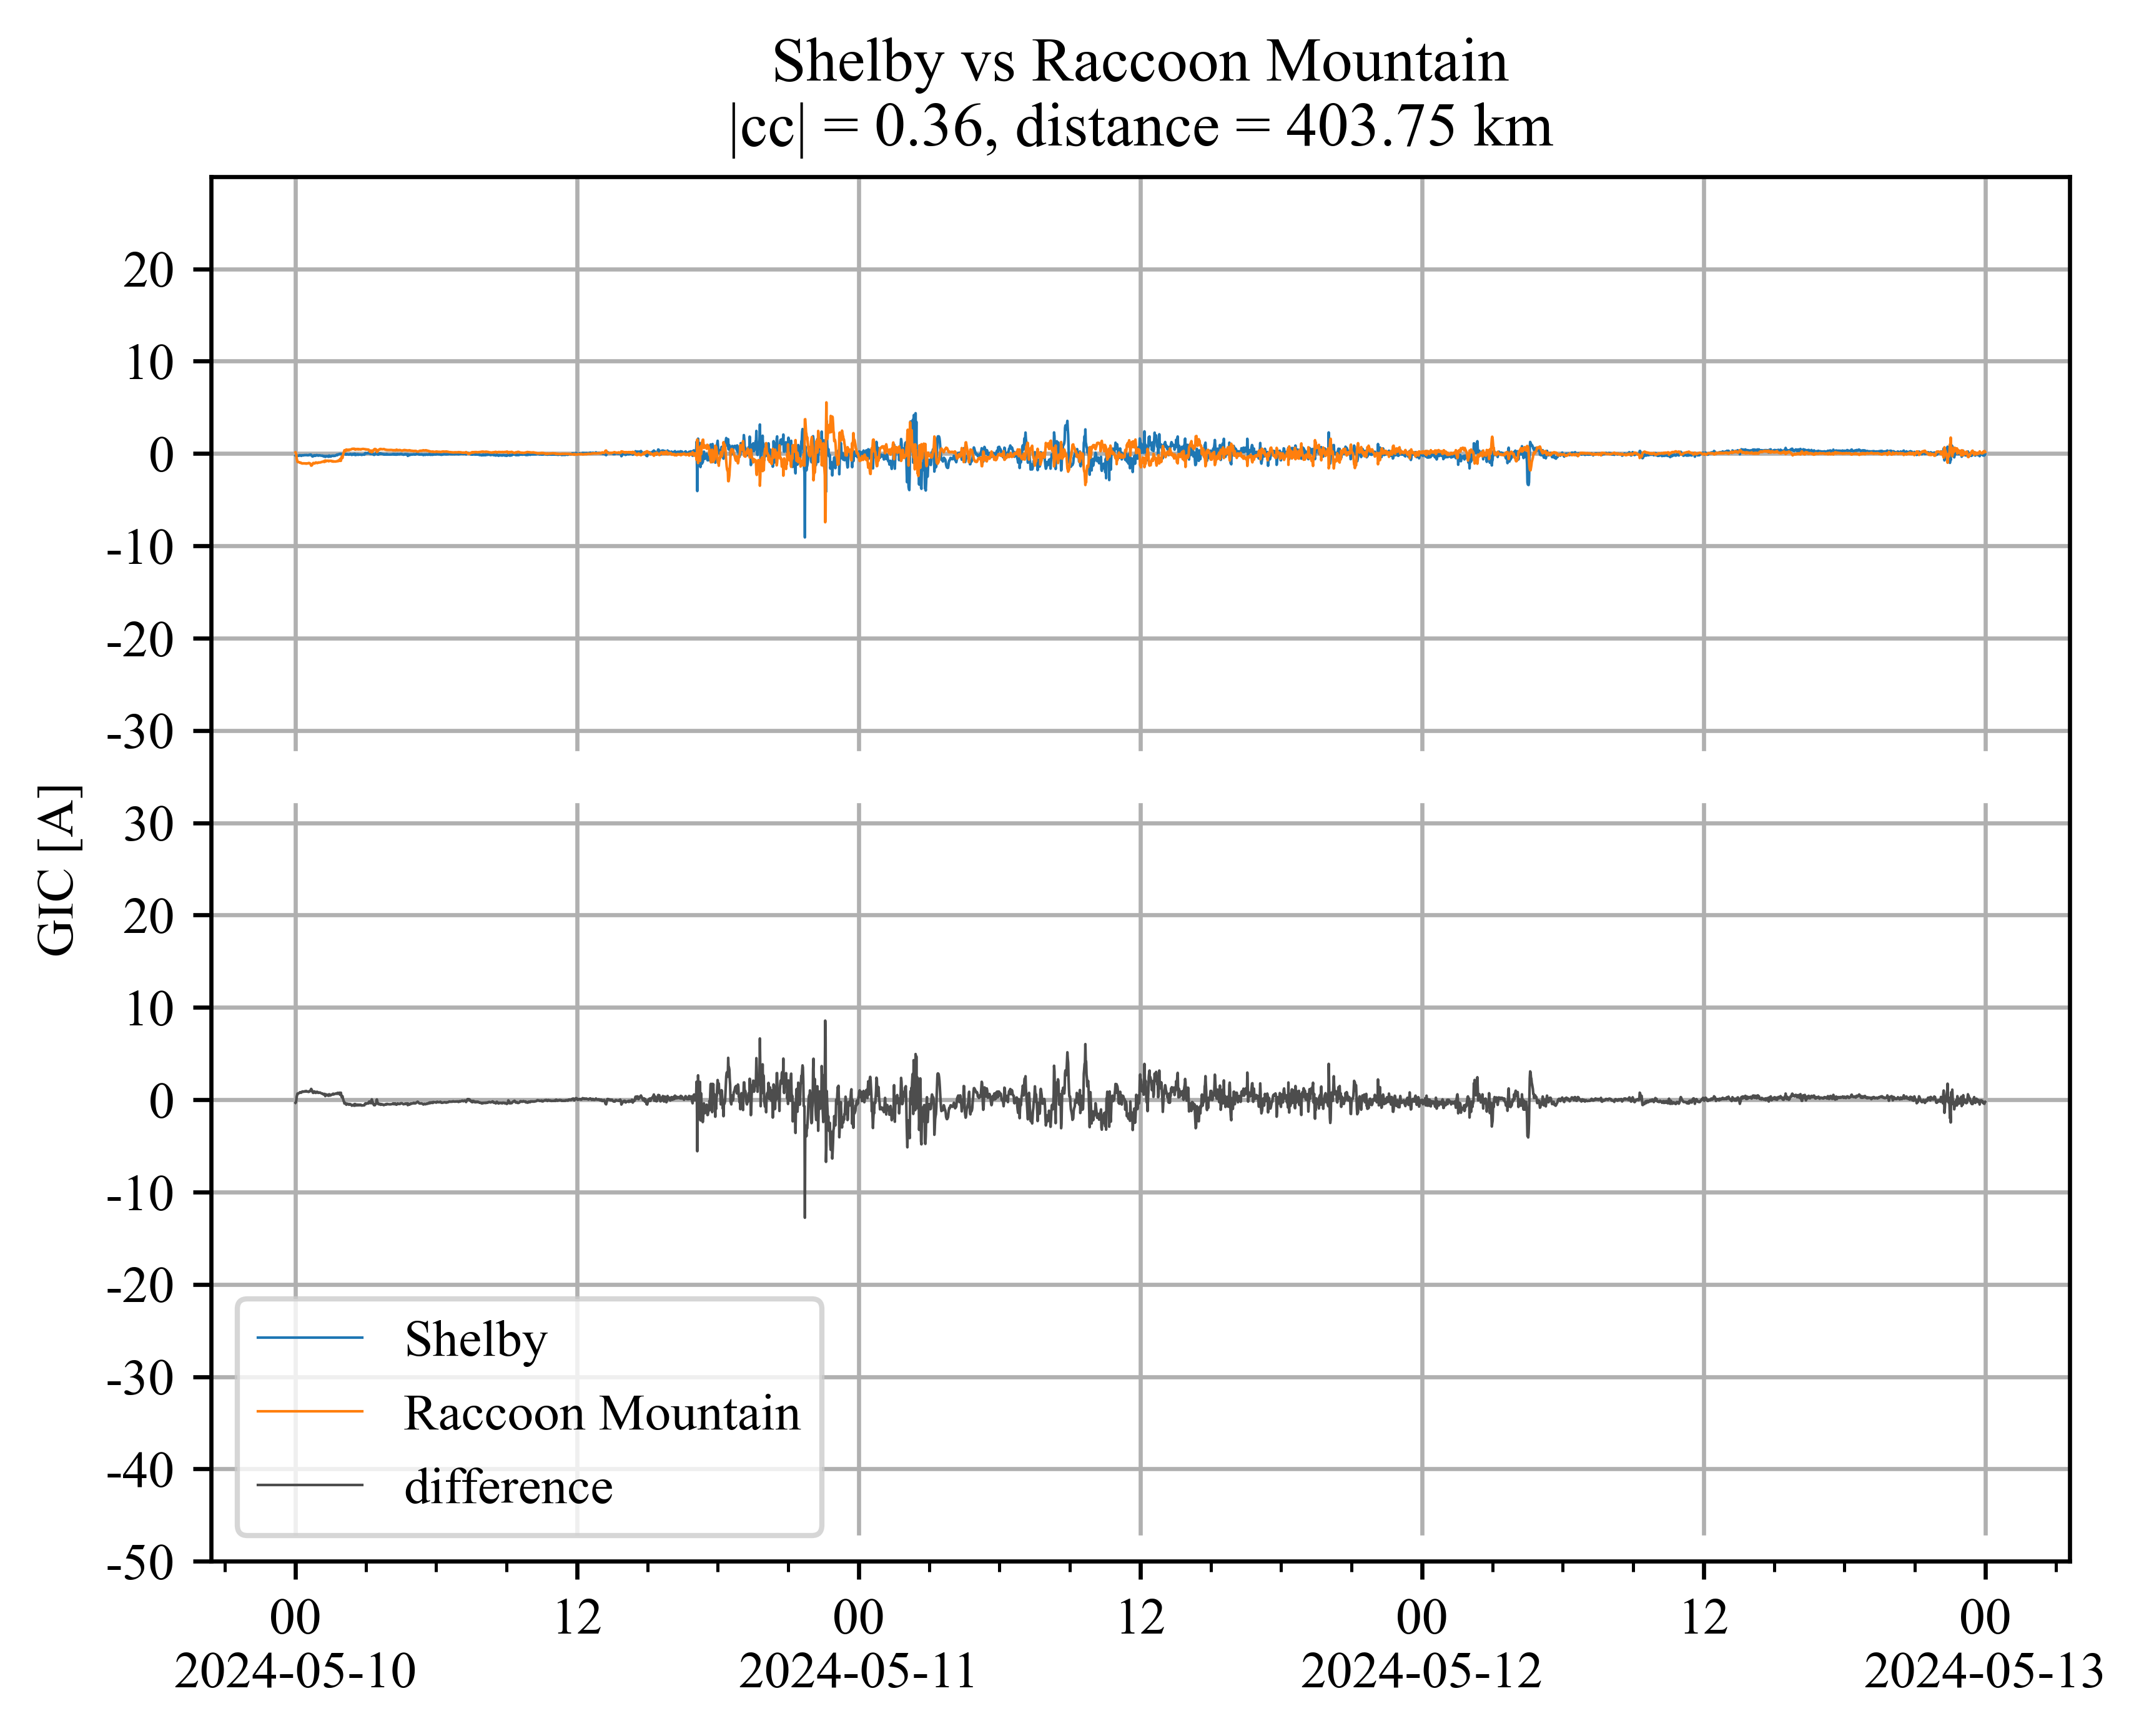 Shelby vs Raccoon Mountain
|cc| = 0.36, distance = 403.75 km
GIC [A]
20
10
0
-10
-20
-30
30
20
10
0
-10
-20
-30
-40
-50
Shelby
Raccoon Mountain
difference
00 12 00 12 00 12 00
2024-05-10 2024-05-11 2024-05-12 2024-05-13